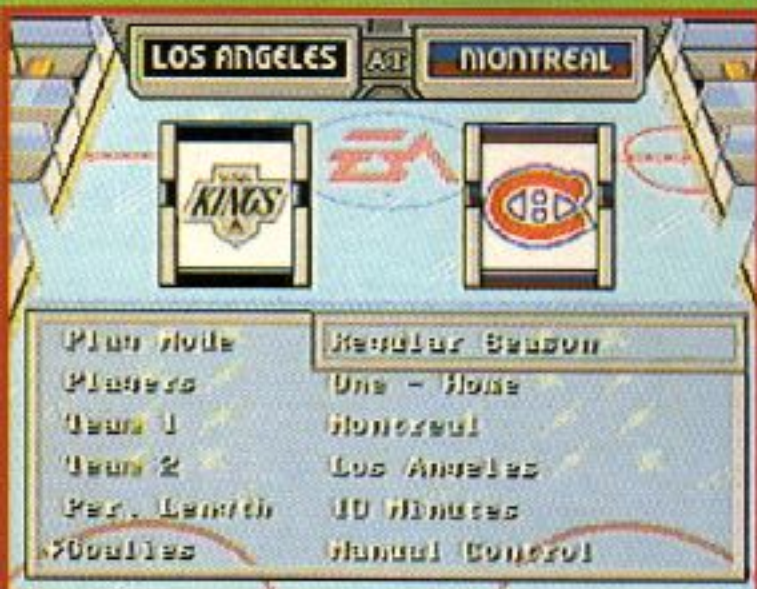 LOS ANGELES AT MONTREAL
KINGS
EA
Play Mode Regular Season
Players One - Home
Team 1 Montreal
Team 2 Los Angeles
Per. Length 10 Minutes
Goalies Manual Control